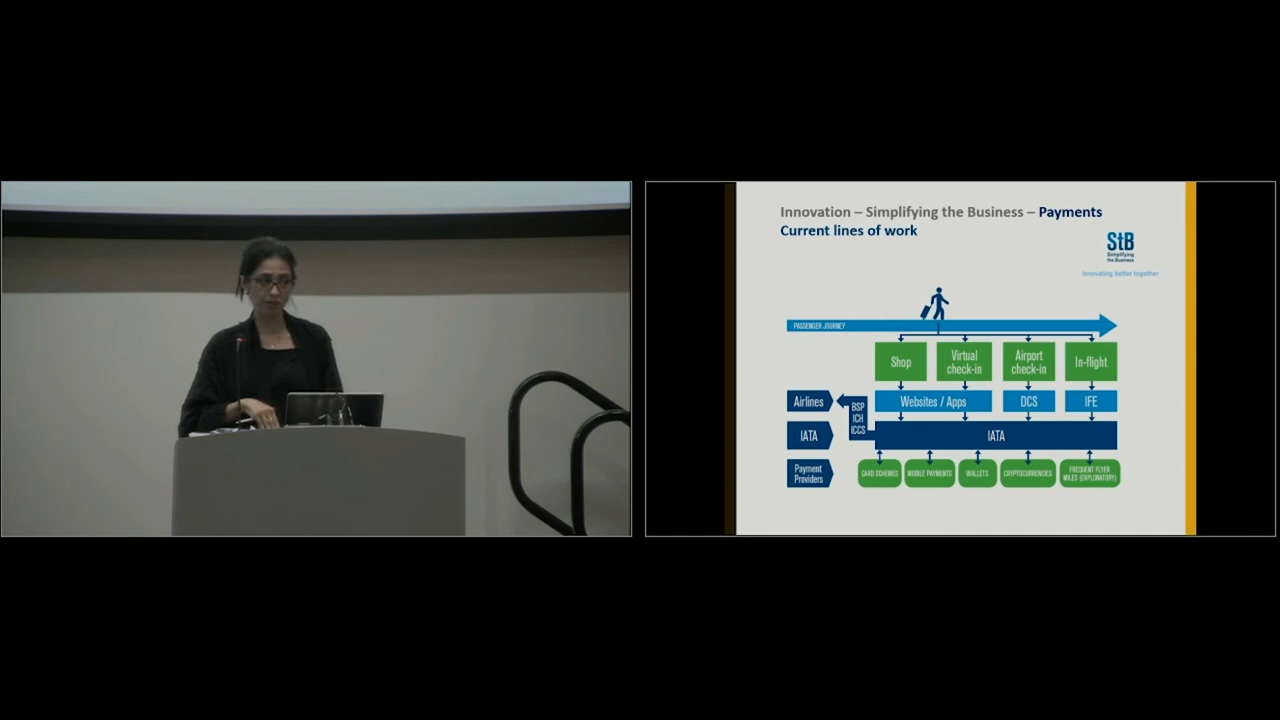 Innovation – Simplifying the Business – Payments
Current lines of work
StB
Simplifying
the Business
Innovating better together
PASSENGER JOURNEY
Shop
Virtual
check-in
Airport
check-in
In-flight
Airlines
BSP
ICH
ICCS
Websites / Apps
DCS
IFE
IATA
IATA
Payment
Providers
CARD SCHEMES
MOBILE PAYMENTS
WALLETS
CRYPTOCURRENCIES
FREQUENT FLYER
MILES (EXPLORATORY)